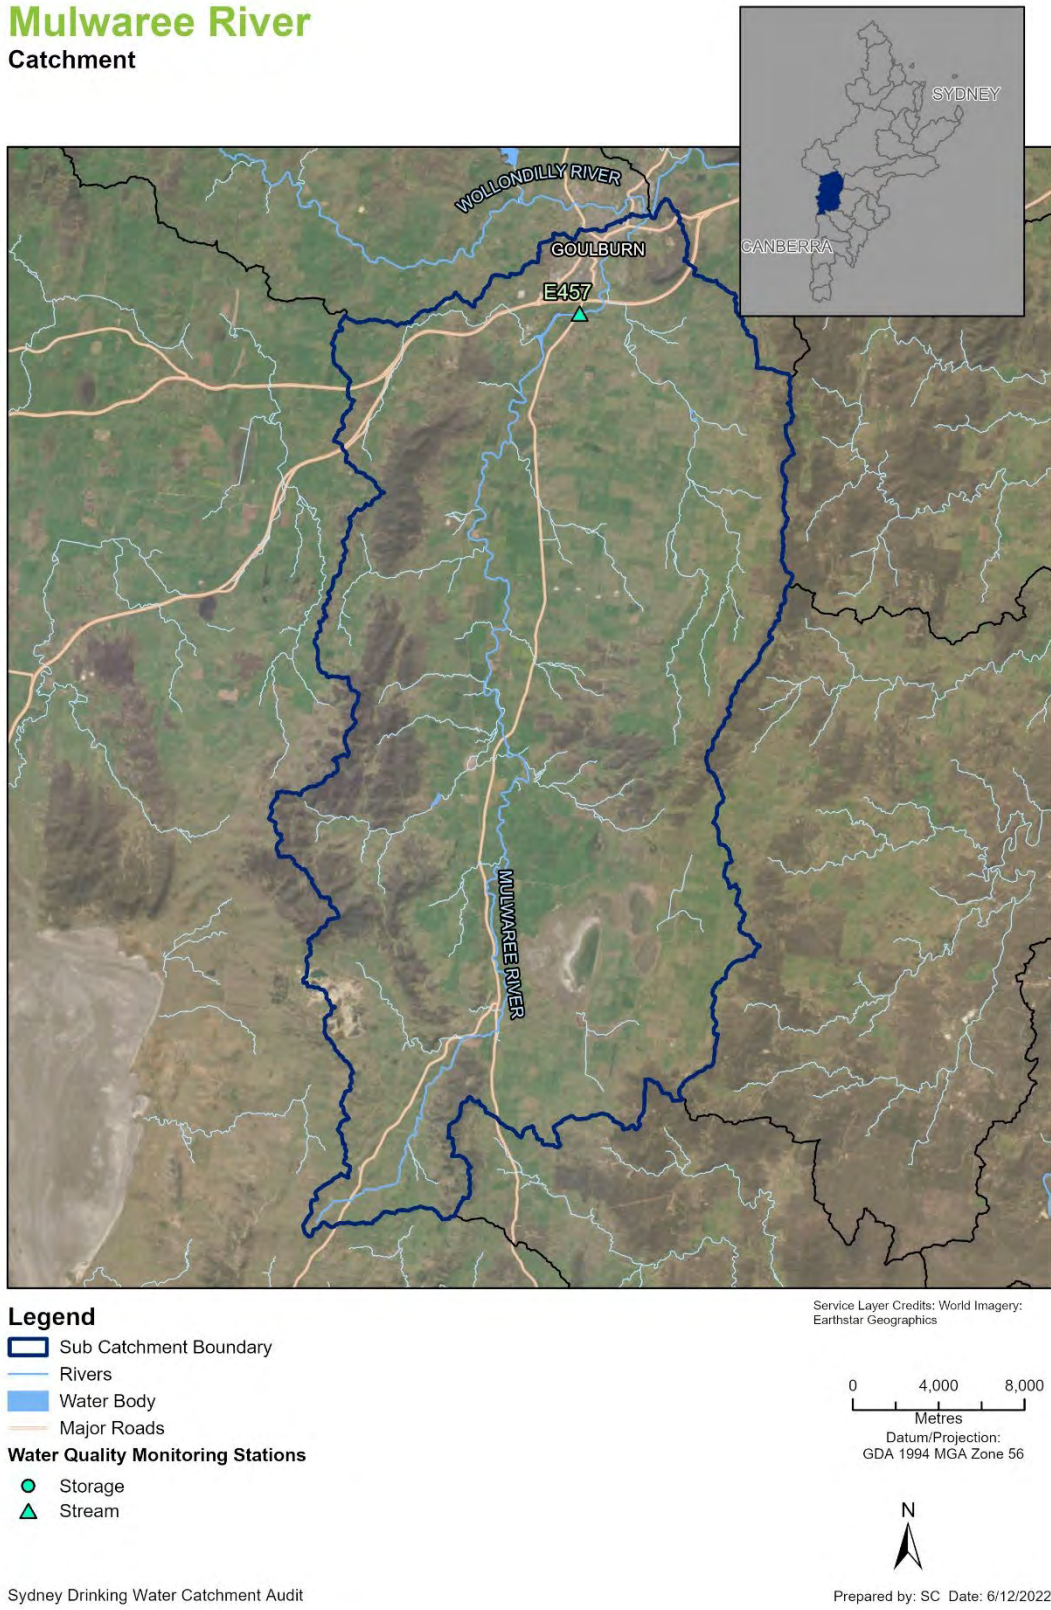 Mulwaree River
Catchment
SYDNEY
CANBERRA
WOLLONDILLY RIVER
GOULBURN
E457
MULWAREE RIVER
Legend
Sub Catchment Boundary
Rivers
Water Body
Major Roads
Water Quality Monitoring Stations
Storage
Stream
Service Layer Credits: World Imagery:
Earthstar Geographics
0 4,000 8,000
Metres
Datum/Projection:
GDA 1994 MGA Zone 56
N
Sydney Drinking Water Catchment Audit
Prepared by: SC Date: 6/12/2022